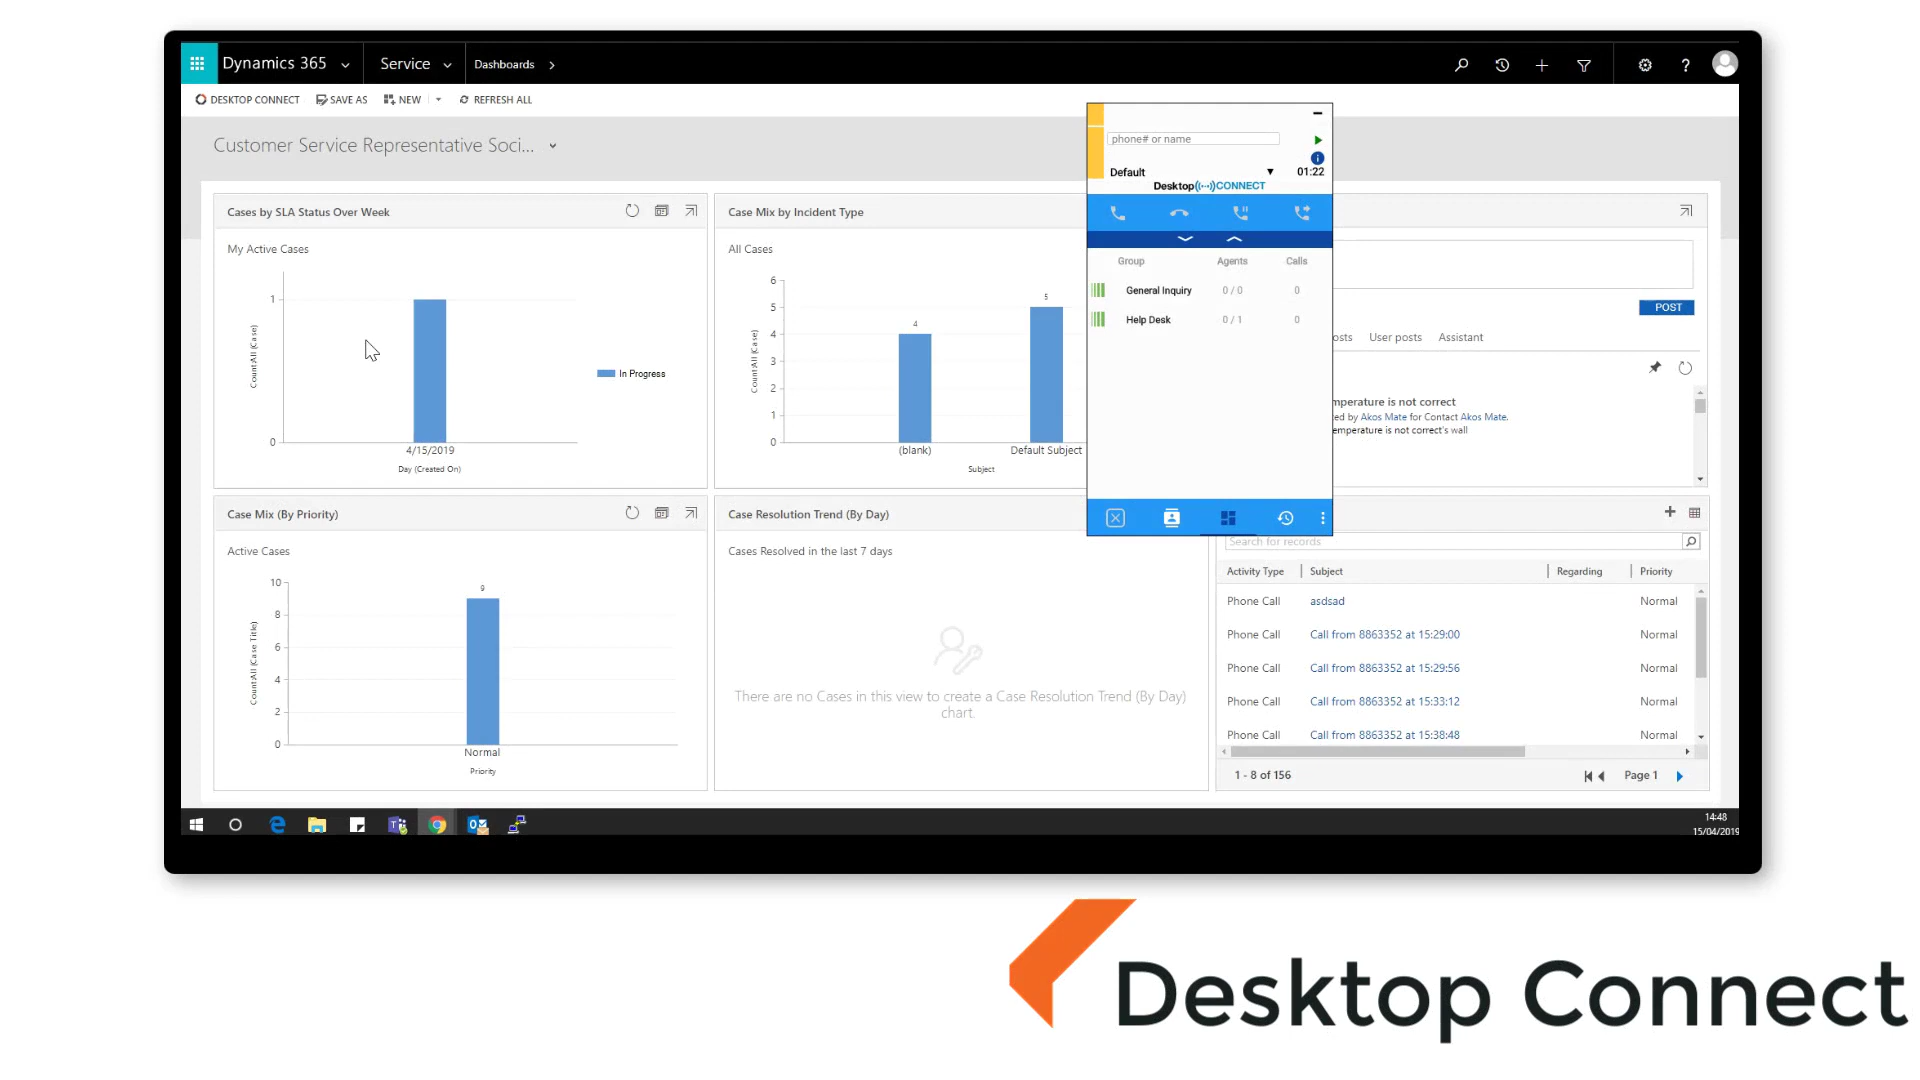 Dynamics 365
Service
Dashboards
?
DESKTOP CONNECT
SAVE AS
NEW
REFRESH ALL
Customer Service Representative Soci...
Cases by SLA Status Over Week
My Active Cases
Count:All (Case)
1
0
4/15/2019
Day (Created On)
In Progress
Case Mix by Incident Type
All Cases
Count:All (Case)
6
5
4
3
2
1
0
4
5
(blank)
Default Subject
Subject
phone# or name
Default
01:22
Desktop((···))CONNECT
Group Agents Calls
General Inquiry 0 / 0 0
Help Desk 0 / 1 0
POST
osts
User posts
Assistant
mperature is not correct
ed by Akos Mate for Contact Akos Mate.
emperature is not correct's wall
Case Mix (By Priority)
Active Cases
Count:All (Case Title)
10
8
6
4
2
0
9
Normal
Priority
Case Resolution Trend (By Day)
Cases Resolved in the last 7 days
There are no Cases in this view to create a Case Resolution Trend (By Day)
chart.
Search for records
Activity Type Subject Regarding Priority
Phone Call asdsad Normal
Phone Call Call from 8863352 at 15:29:00 Normal
Phone Call Call from 8863352 at 15:29:56 Normal
Phone Call Call from 8863352 at 15:33:12 Normal
Phone Call Call from 8863352 at 15:38:48 Normal
1 - 8 of 156
Page 1
14:48
15/04/2019
Desktop Connect